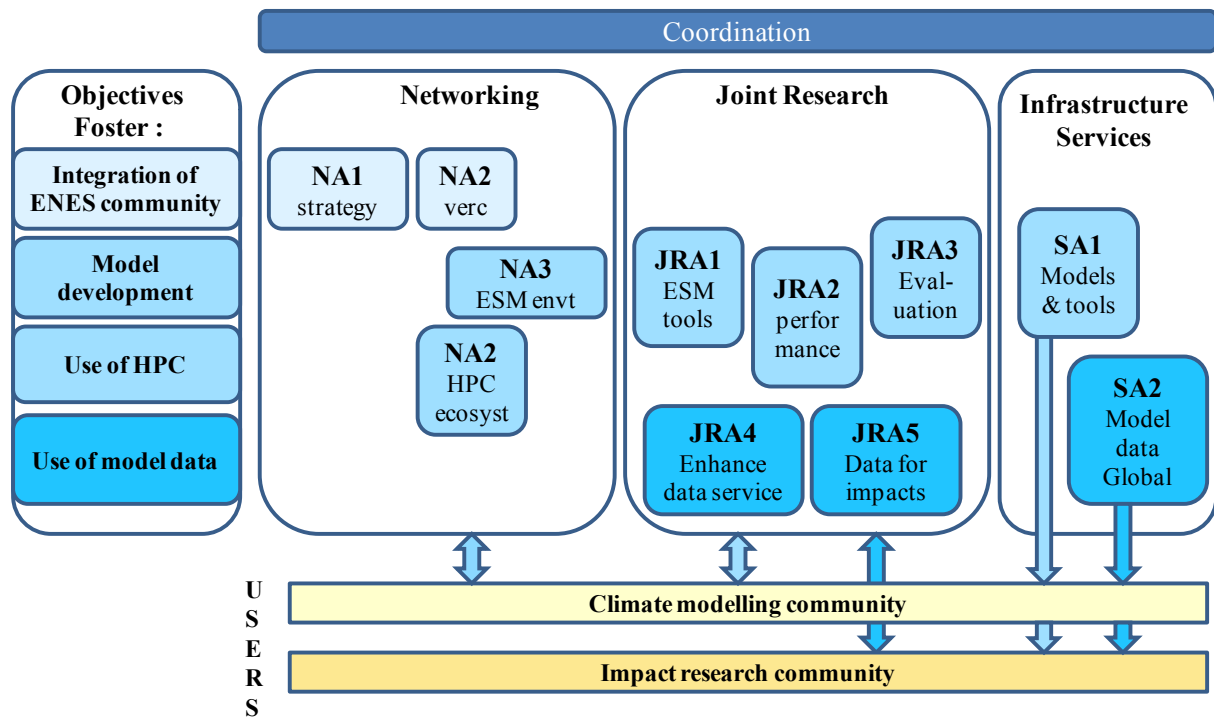 Coordination
Objectives
Foster :
Integration of
ENES community
Model
development
Use of HPC
Use of model data
Networking
NA1
strategy
NA2
verc
NA3
ESM envt
NA2
HPC
ecosyst
Joint Research
JRA1
ESM
tools
JRA2
perfor
mance
JRA3
Eval-
uation
JRA4
Enhance
data service
JRA5
Data for
impacts
Infrastructure
Services
SA1
Models
& tools
SA2
Model
data
Global
U
S
E
R
S
Climate modelling community
Impact research community